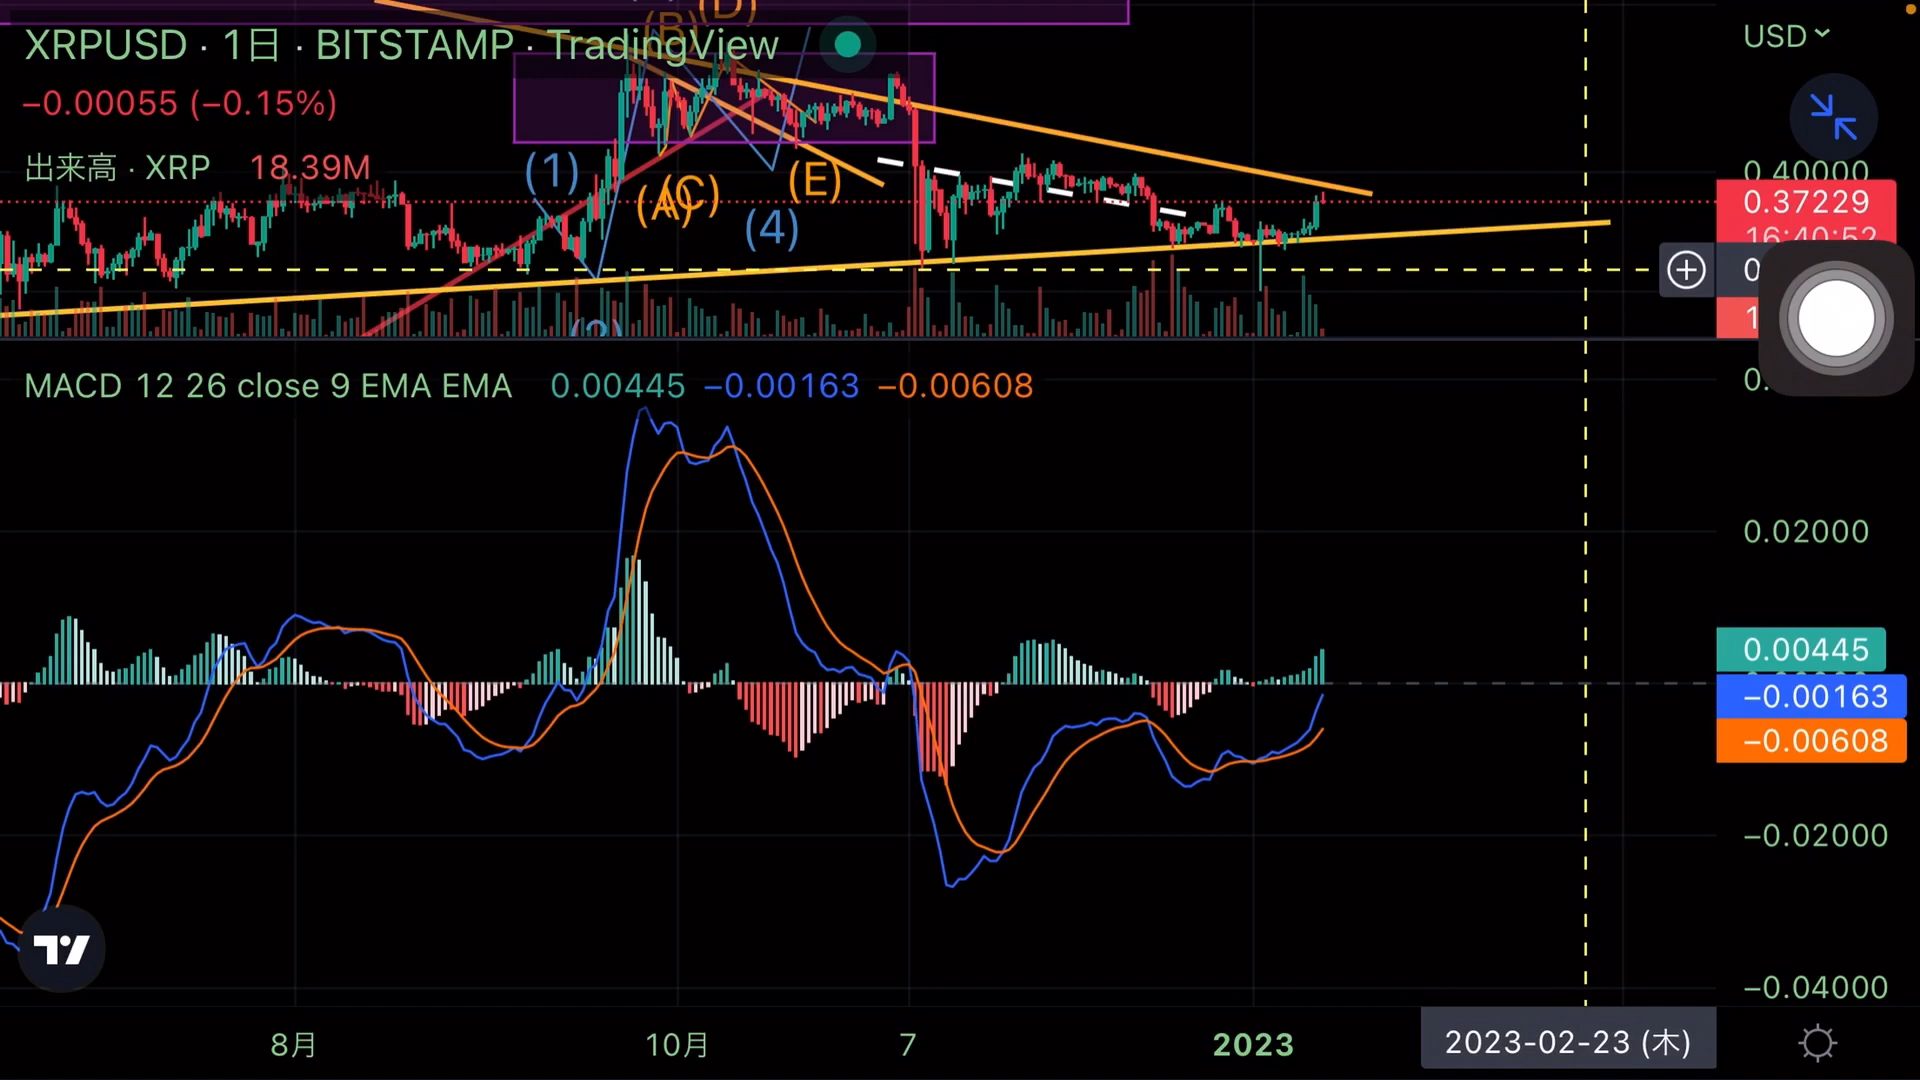 XRPUSD · 1日 · BITSTAMP · TradingView
−0.00055 (−0.15%)
出来高 · XRP 18.39M
(B)
(D)
(1)
(A)
(C)
(E)
(4)
USD
0.40000
0.37229
16:40:52
MACD 12 26 close 9 EMA EMA 0.00445 −0.00163 −0.00608
0.02000
0.00445
−0.00163
−0.00608
−0.02000
−0.04000
8月 10月 7 2023 2023-02-23 (木)